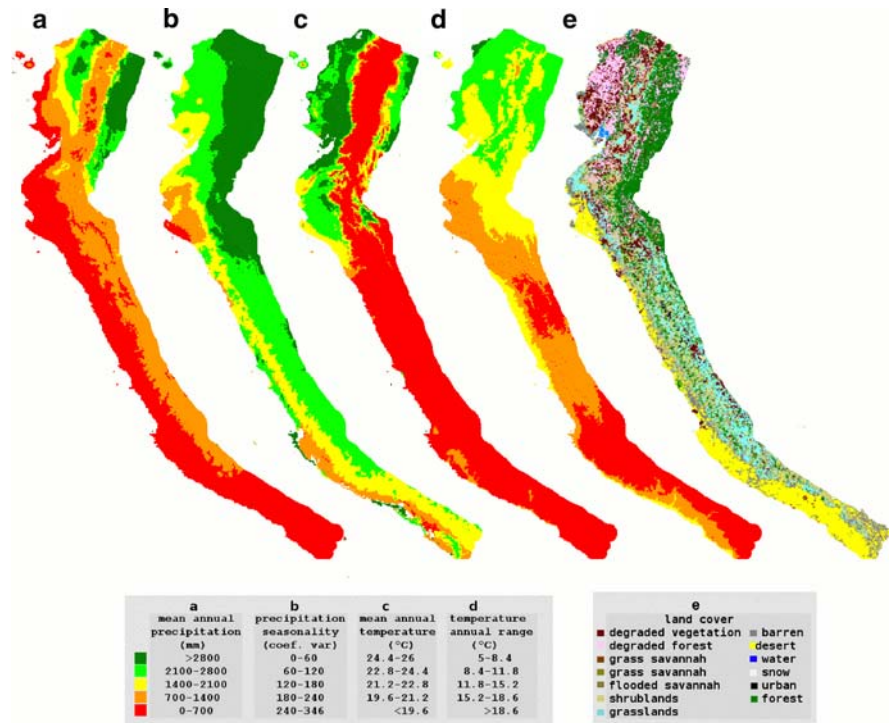 a b c d e
a b c d
mean annual precipitation mean annual temperature
precipitation seasonality temperature annual range
(mm) (coef. var) (°C) (°C)
>2800 0-60 24.4-26 5-8.4
2100-2800 60-120 22.8-24.4 8.4-11.8
1400-2100 120-180 21.2-22.8 11.8-15.2
700-1400 180-240 19.6-21.2 15.2-18.6
0-700 240-346 <19.6 >18.6
e
land cover
degraded vegetation barren
degraded forest desert
grass savannah water
grass savannah snow
flooded savannah urban
shrublands forest
grasslands